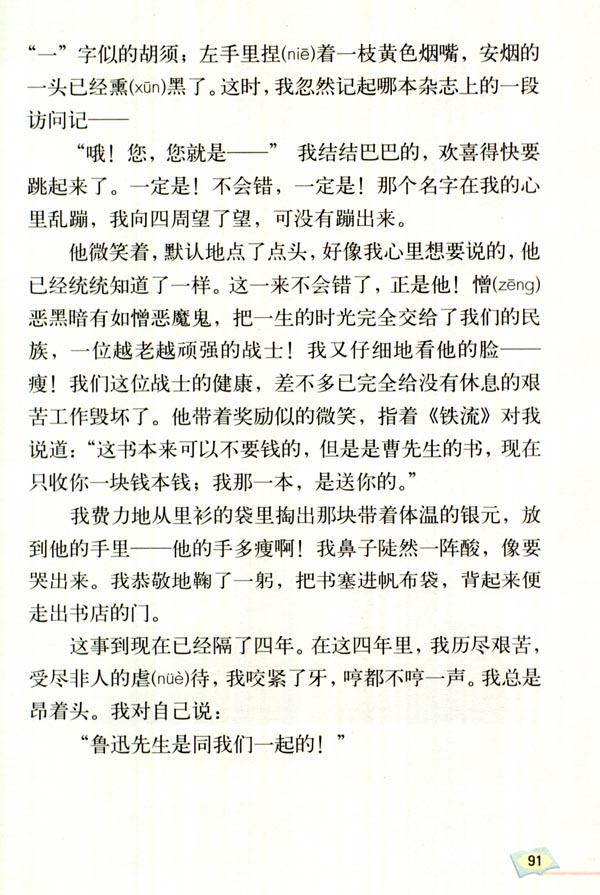 “一”字似的胡须；左手里捏(niē)着一枝黄色烟嘴，安烟的
一头已经熏(xūn)黑了。这时，我忽然记起哪本杂志上的一段
访问记——
“哦！您，您就是——” 我结结巴巴的，欢喜得快要
跳起来了。一定是！不会错，一定是！那个名字在我的心
里乱蹦，我向四周望了望，可没有蹦出来。
他微笑着，默认地点了点头，好像我心里想要说的，他
已经统统知道了一样。这一来不会错了，正是他！憎(zēng)
恶黑暗有如憎恶魔鬼，把一生的时光完全交给了我们的民
族，一位越老越顽强的战士！我又仔细地看他的脸——
瘦！我们这位战士的健康，差不多已完全给没有休息的艰
苦工作毁坏了。他带着奖励似的微笑，指着《铁流》对我
说道：“这书本来可以不要钱的，但是是曹先生的书，现在
只收你一块钱本钱；我那一本，是送你的。”
我费力地从里衫的袋里掏出那块带着体温的银元，放
到他的手里——他的手多瘦啊！我鼻子陡然一阵酸，像要
哭出来。我恭敬地鞠了一躬，把书塞进帆布袋，背起来便
走出书店的门。
这事到现在已经隔了四年。在这四年里，我历尽艰苦，
受尽非人的虐(nüè)待，我咬紧了牙，哼都不哼一声。我总是
昂着头。我对自己说：
“鲁迅先生是同我们一起的！”
91